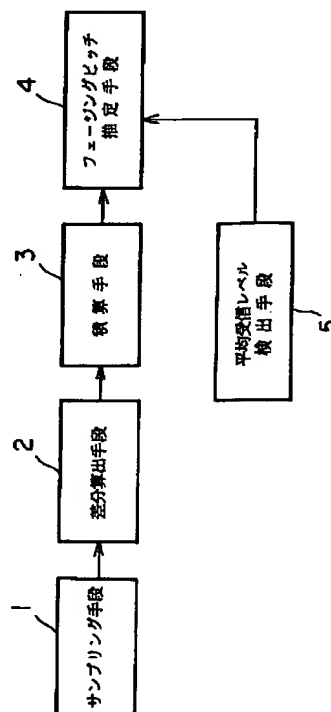 1
サンプリング手段
2
差分算出手段
3
積算手段
4
フェージングピッチ
推定手段
5
平均受信レベル
検出手段